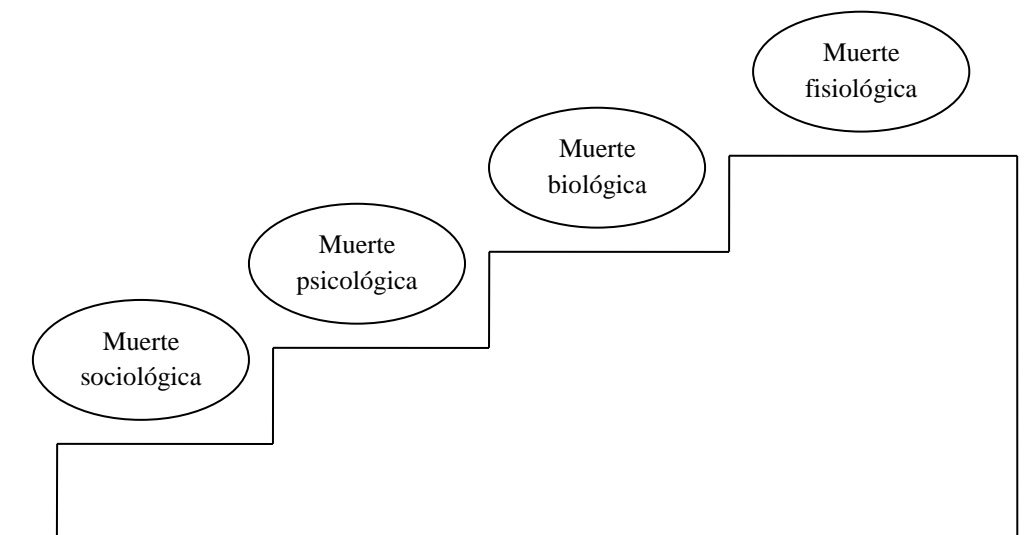 Muerte
fisiológica
Muerte
biológica
Muerte
psicológica
Muerte
sociológica